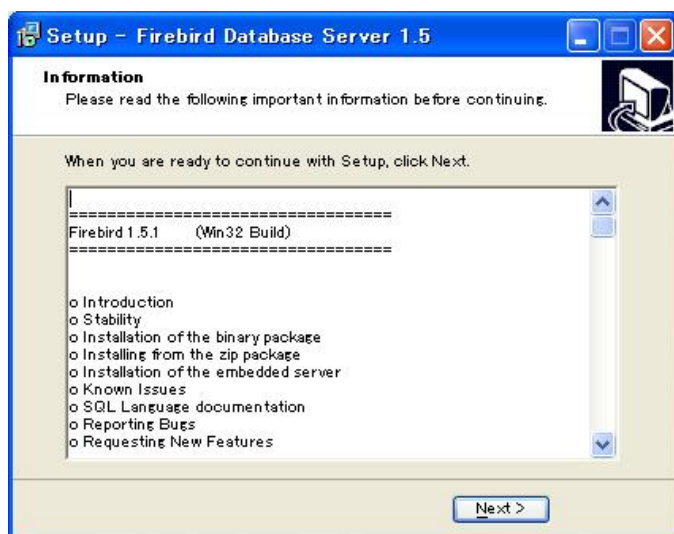 Setup - Firebird Database Server 1.5
Information
Please read the following important information before continuing.
When you are ready to continue with Setup, click Next.
==================================
Firebird 1.5.1 (Win32 Build)
==================================
o Introduction
o Stability
o Installation of the binary package
o Installing from the zip package
o Installation of the embedded server
o Known Issues
o SQL Language documentation
o Reporting Bugs
o Requesting New Features
Next >